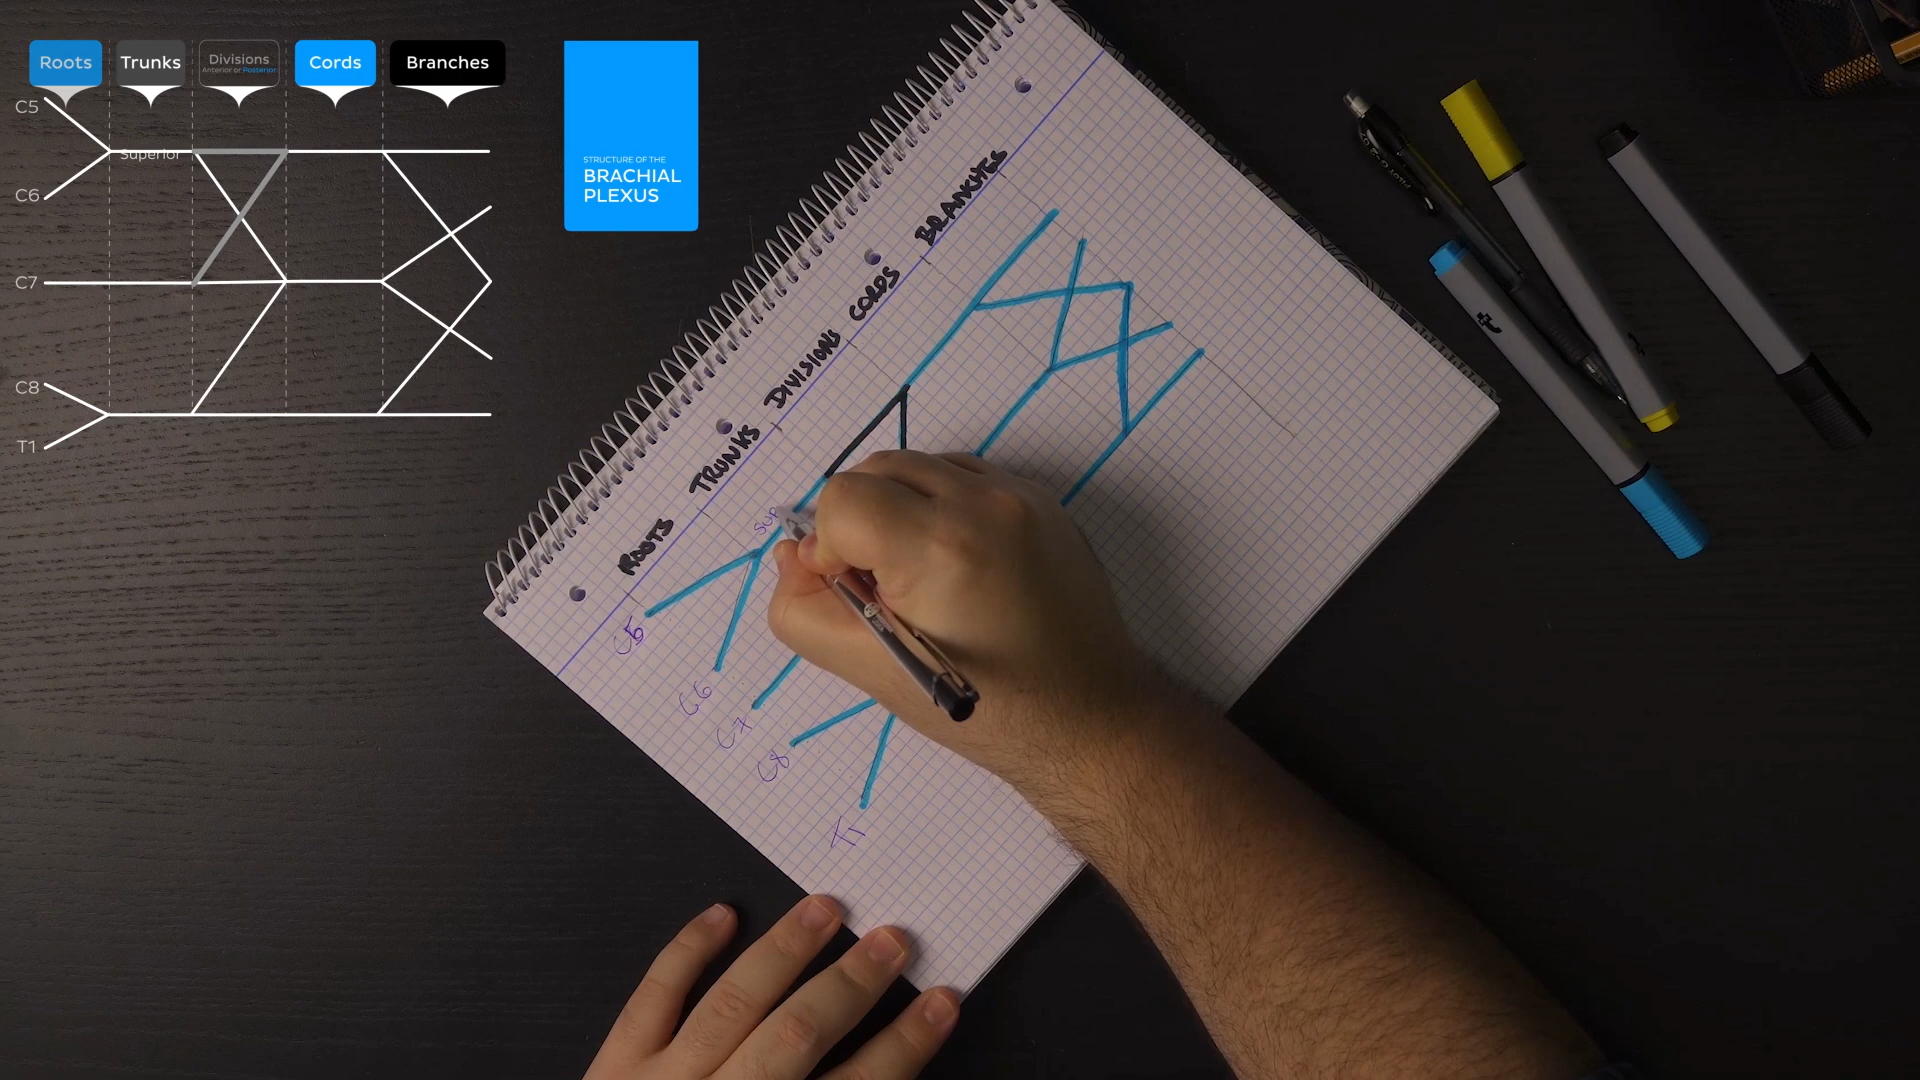 Roots
Trunks
Divisions
Anterior or Posterior
Cords
Branches
C5
Superior
C6
C7
C8
T1
STRUCTURE OF THE
BRACHIAL
PLEXUS
ROOTS
TRUNKS
DIVISIONS
CORDS
BRANCHES
SUP
C5
C6
C7
C8
T1